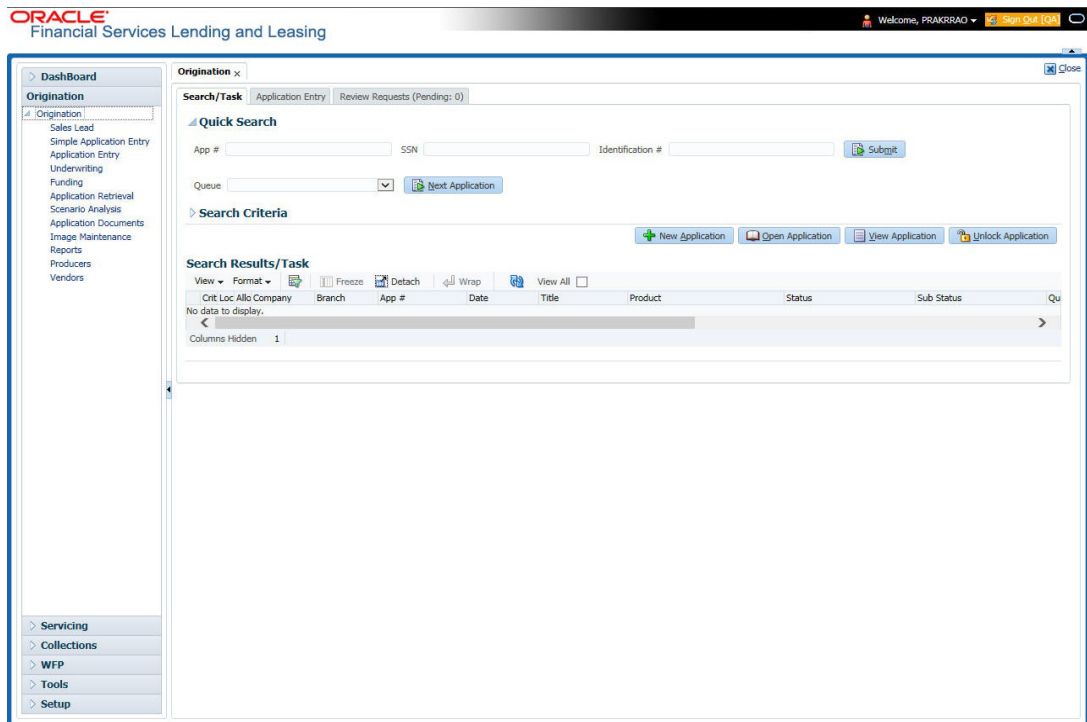 ORACLE®
Financial Services Lending and Leasing
Welcome, PRAKRRAO
Sign Out [QA]
Close
DashBoard
Origination
Origination
Sales Lead
Simple Application Entry
Application Entry
Underwriting
Funding
Application Retrieval
Scenario Analysis
Application Documents
Image Maintenance
Reports
Producers
Vendors
Servicing
Collections
WFP
Tools
Setup
Origination x
Search/Task Application Entry Review Requests (Pending: 0)
Quick Search
App # SSN Identification # Submit
Queue Next Application
Search Criteria
New Application Open Application View Application Unlock Application
Search Results/Task
View Format Freeze Detach Wrap View All
Crit Loc Allo Company Branch App # Date Title Product Status Sub Status Qu
No data to display.
Columns Hidden 1